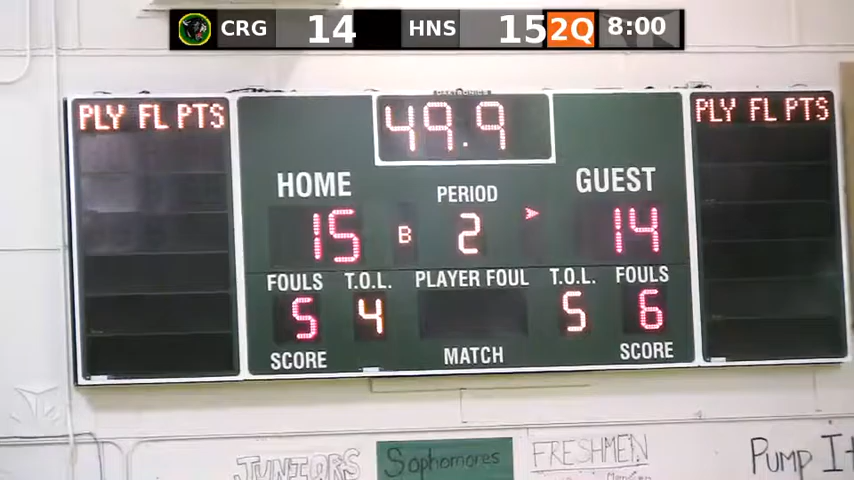 CRG 14 HNS 15 2Q 8:00
PLY FL PTS
49.9
PLY FL PTS
HOME
PERIOD
GUEST
15 B 2 > 14
FOULS T.O.L. PLAYER FOUL T.O.L. FOULS
5 4 5 6
SCORE MATCH SCORE
JUNIORS
Sophomores
FRESHMEN
PUMP It